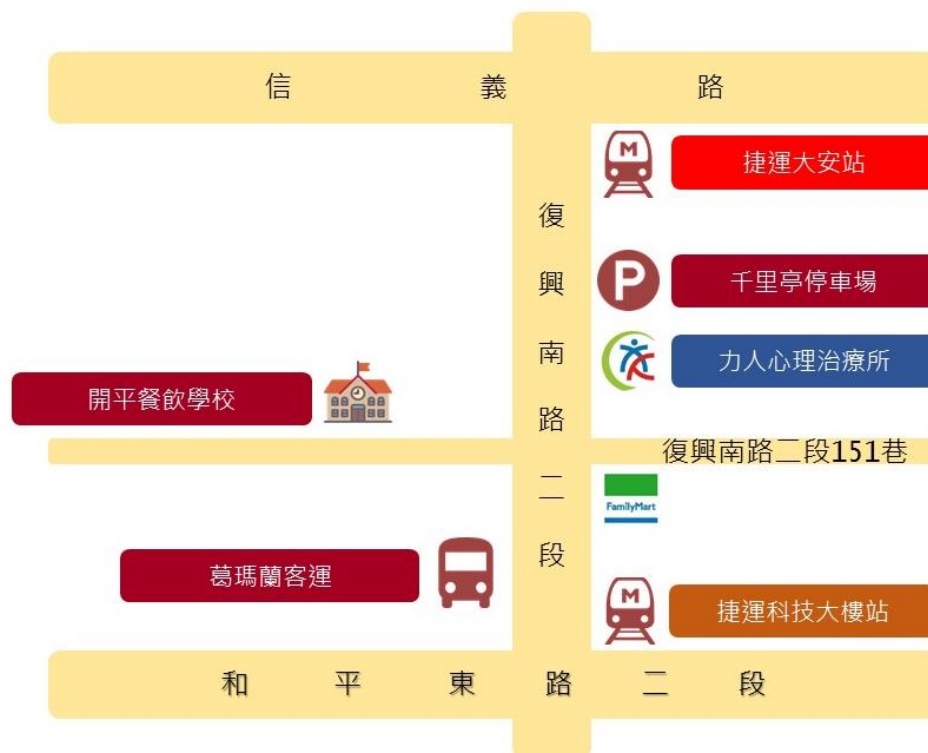 信義路
M
捷運大安站
復興南路二段
P
千里亭停車場
力人心理治療所
開平餐飲學校
復興南路二段151巷
FamilyMart
葛瑪蘭客運
M
捷運科技大樓站
和平東路二段